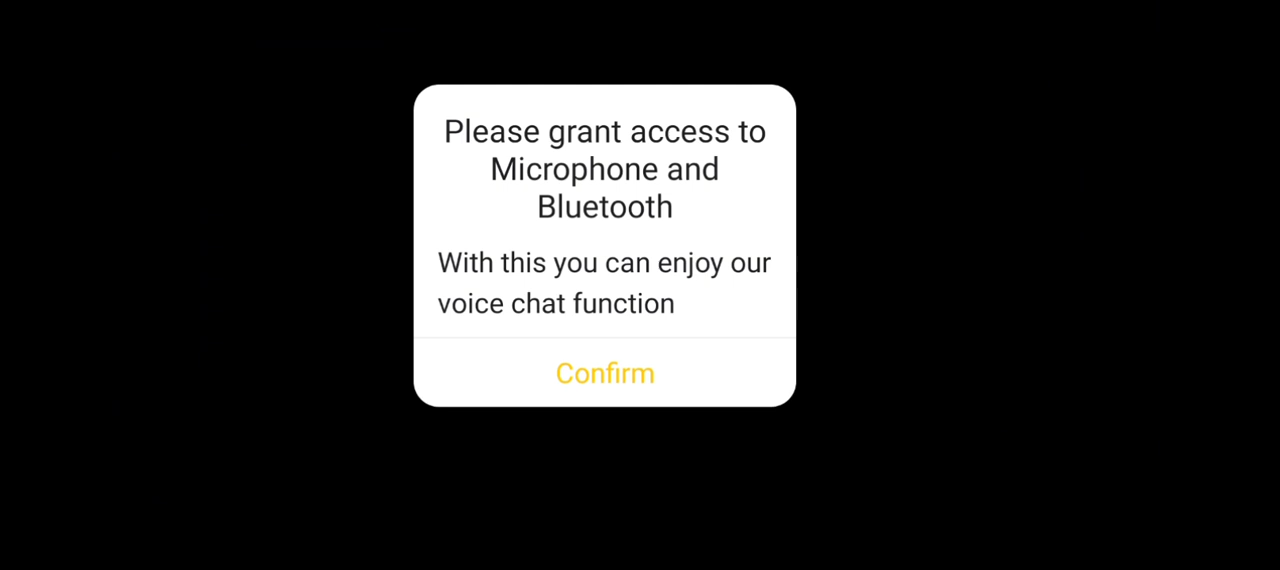 Please grant access to
Microphone and
Bluetooth
With this you can enjoy our
voice chat function
Confirm